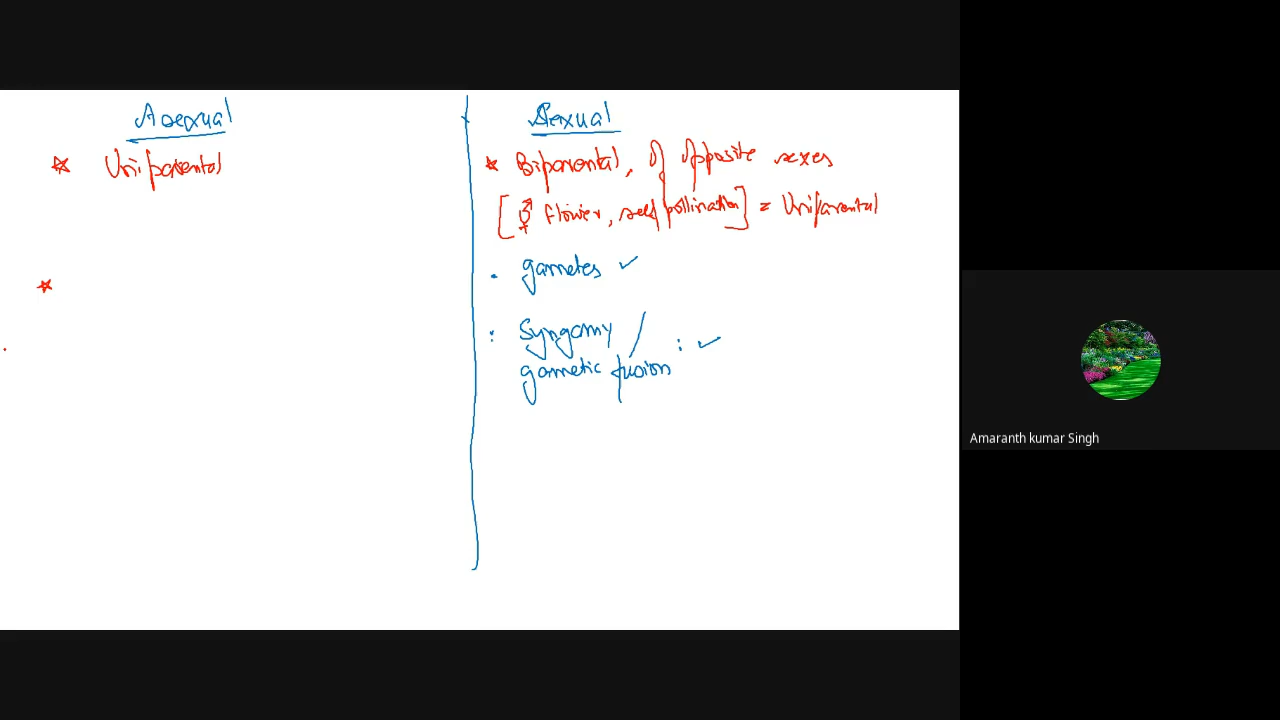 Asexual
☆ Uniparental
☆
Sexual
* Biparental, of opposite sexes
[⚥ flower, self pollination] = Uniparental
• gametes ✓
: Syngamy /
gametic fusion : ✓
Amaranth kumar Singh